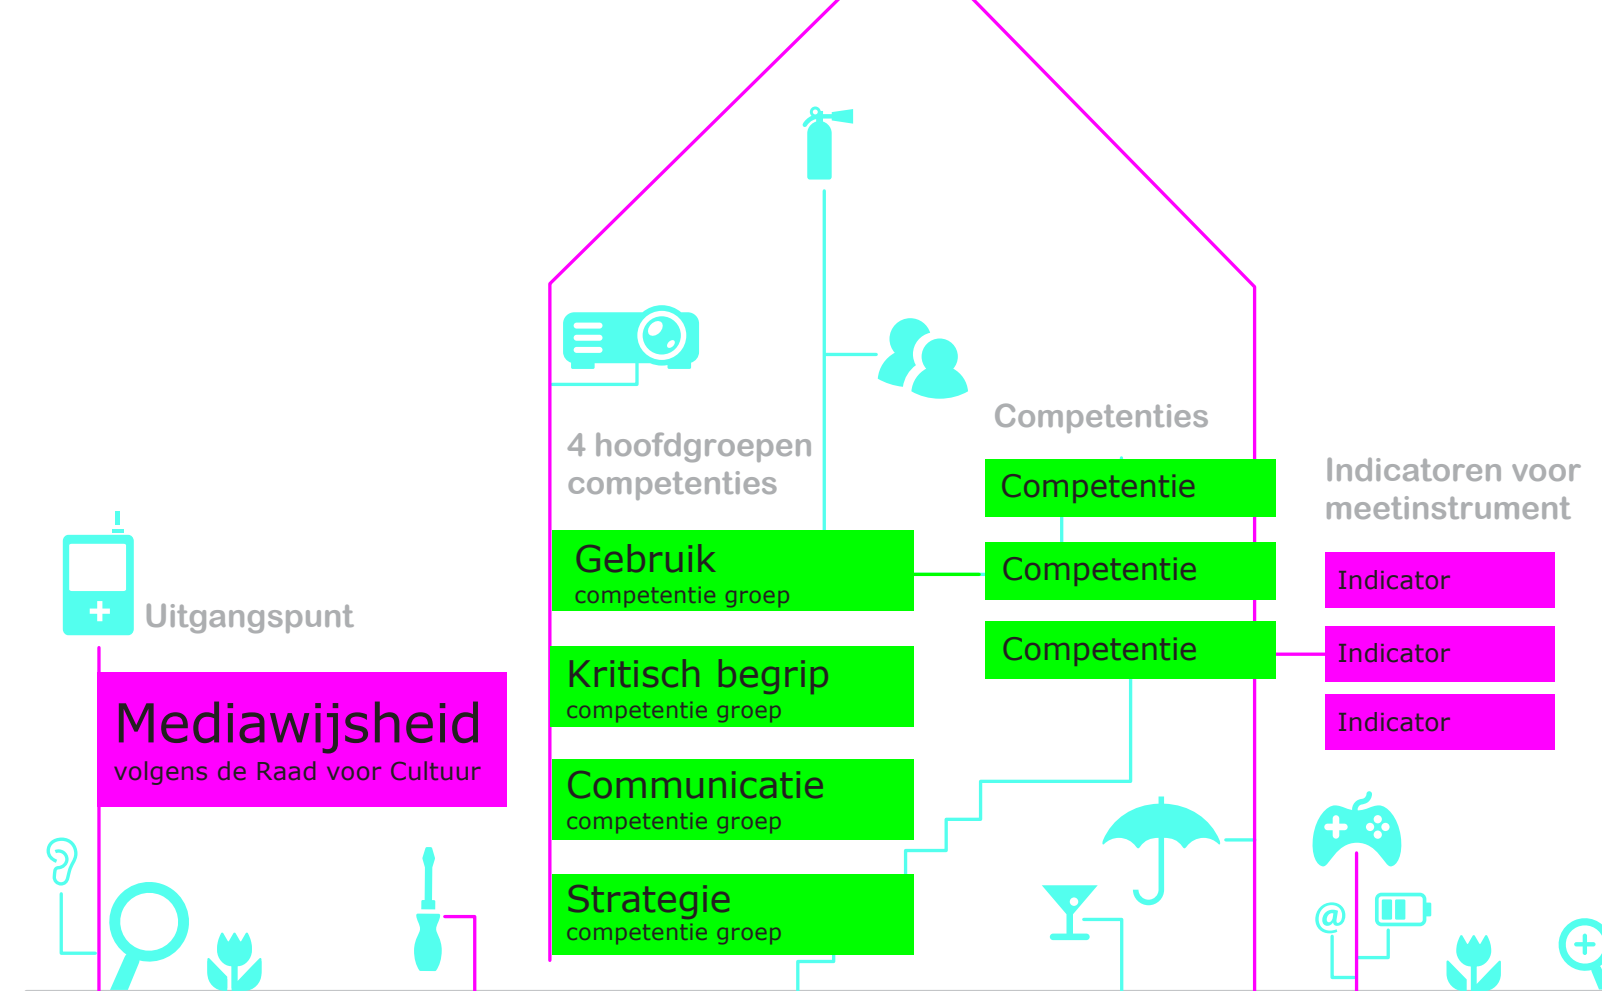 Uitgangspunt
Mediawijsheid
volgens de Raad voor Cultuur
4 hoofdgroepen
competenties
Gebruik
competentie groep
Kritisch begrip
competentie groep
Communicatie
competentie groep
Strategie
competentie groep
Competenties
Competentie
Competentie
Competentie
Indicatoren voor
meetinstrument
Indicator
Indicator
Indicator
@